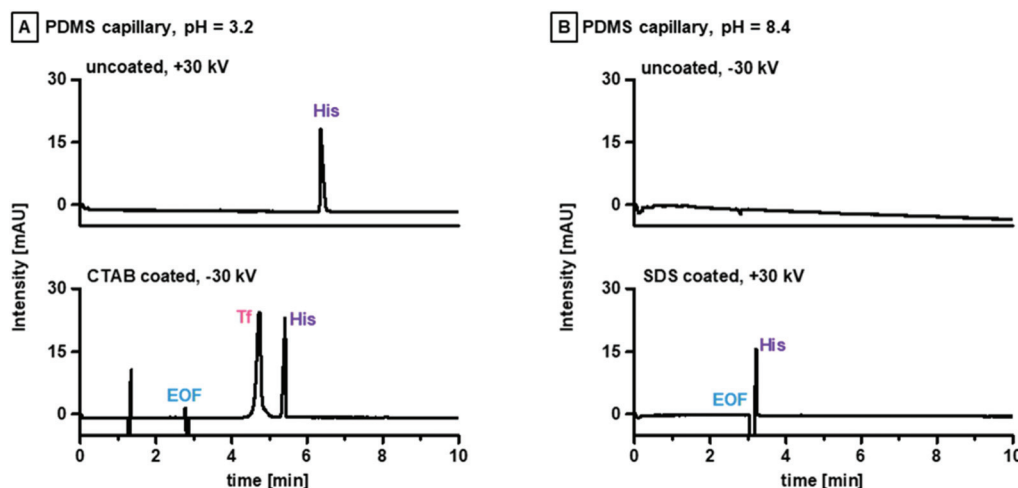 A PDMS capillary, pH = 3.2
uncoated, +30 kV
30
15
0
Intensity [mAU]
His
CTAB coated, -30 kV
30
15
0
Tf
His
EOF
0 2 4 6 8 10
time [min]
B PDMS capillary, pH = 8.4
uncoated, -30 kV
30
15
0
Intensity [mAU]
SDS coated, +30 kV
30
15
0
His
EOF
0 2 4 6 8 10
time [min]